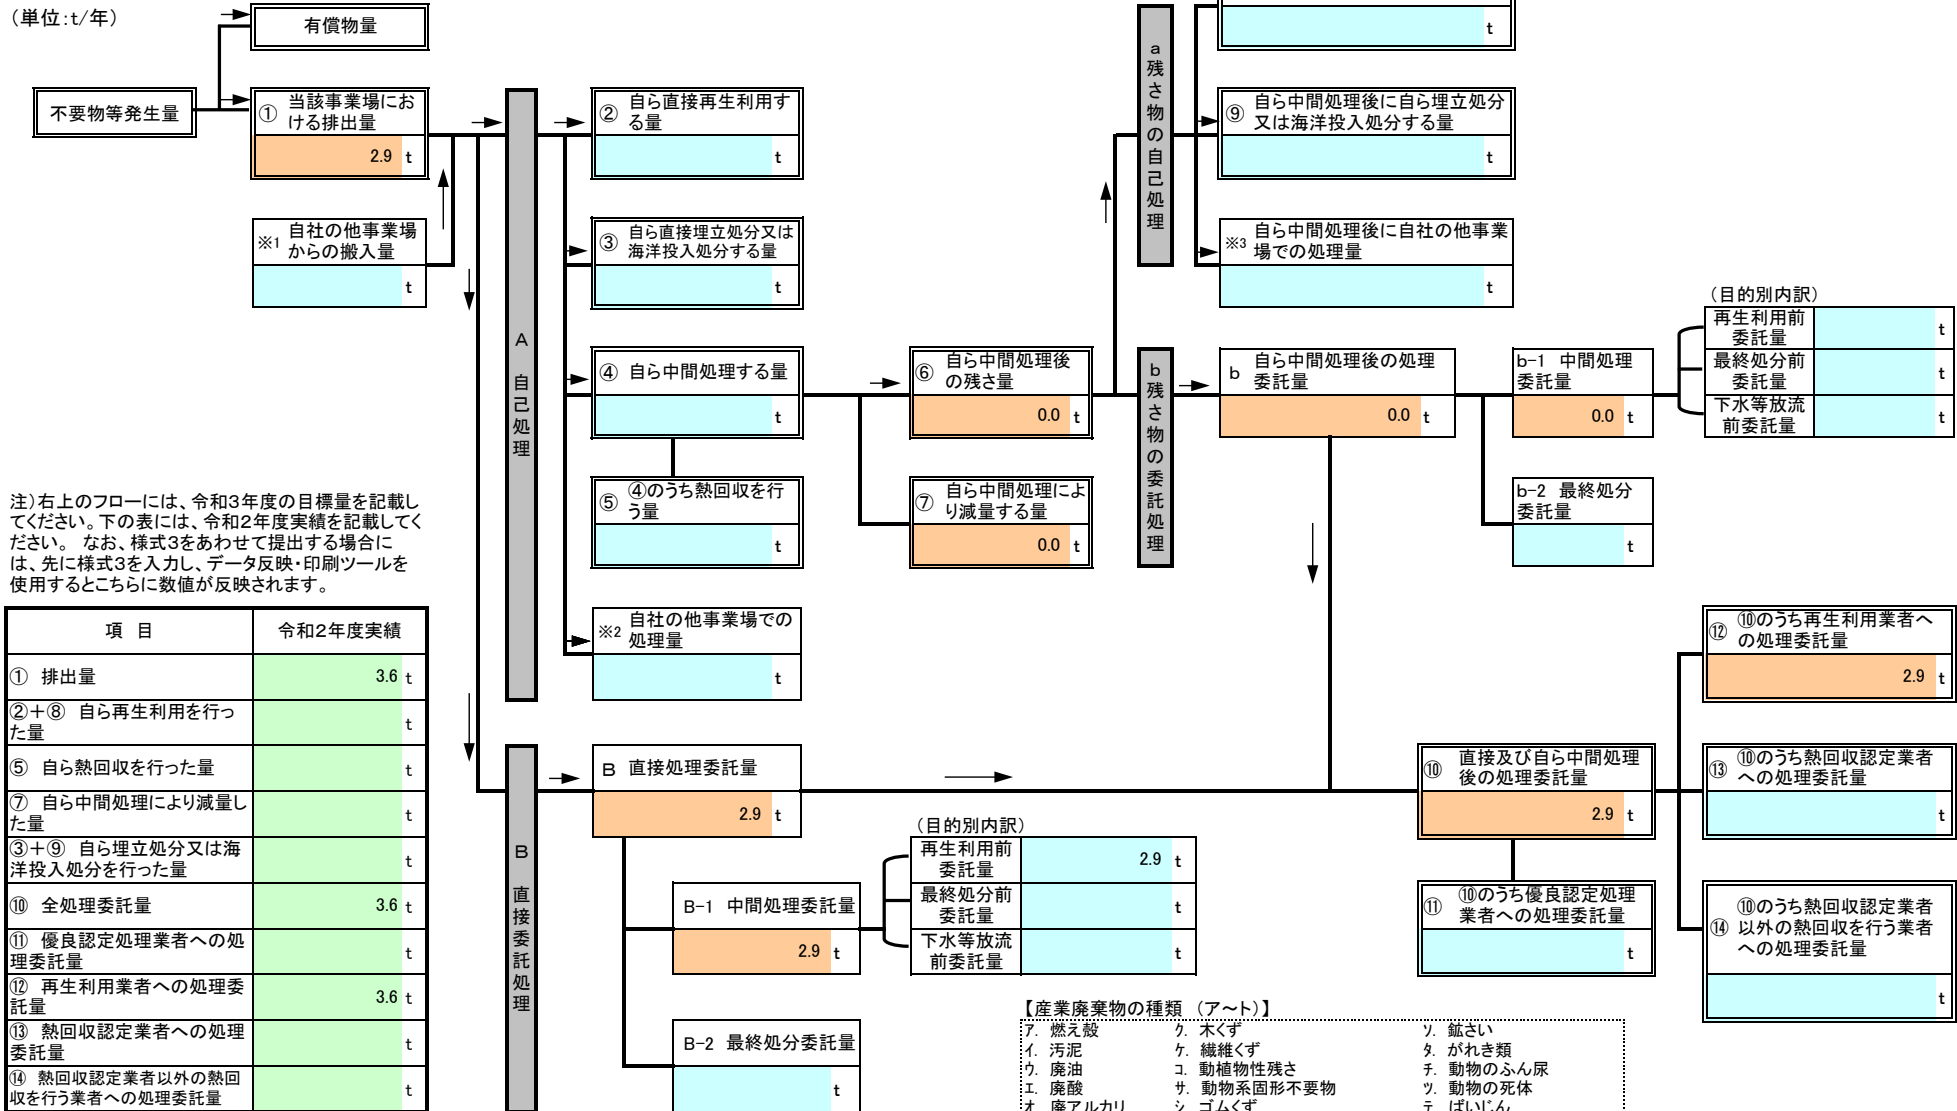 （単位：t/年）
有償物量
不要物等発生量
① 当該事業場における排出量
2.9 t
※1 自社の他事業場からの搬入量
t
A 自己処理
② 自ら直接再生利用する量
t
③ 自ら直接埋立処分又は海洋投入処分する量
t
④ 自ら中間処理する量
t
⑤ ④のうち熱回収を行う量
t
※2 自社の他事業場での処理量
t
⑥ 自ら中間処理後の残さ量
0.0 t
⑦ 自ら中間処理により減量する量
0.0 t
a 残さ物の自己処理
t
⑨ 自ら中間処理後に自ら埋立処分又は海洋投入処分する量
t
※3 自ら中間処理後に自社の他事業場での処理量
t
b 残さ物の委託処理
b 自ら中間処理後の処理委託量
0.0 t
b-1 中間処理委託量
0.0 t
（目的別内訳）
再生利用前委託量 t
最終処分前委託量 t
下水等放流前委託量 t
b-2 最終処分委託量
t
注）右上のフローには、令和3年度の目標量を記載し
てください。下の表には、令和2年度実績を記載してく
ださい。 なお、様式3をあわせて提出する場合に
は、先に様式3を入力し、データ反映・印刷ツールを
使用するとこちらに数値が反映されます。
項 目 令和2年度実績
① 排出量 3.6 t
②＋⑧ 自ら再生利用を行った量 t
⑤ 自ら熱回収を行った量 t
⑦ 自ら中間処理により減量した量 t
③＋⑨ 自ら埋立処分又は海洋投入処分を行った量 t
⑩ 全処理委託量 3.6 t
⑪ 優良認定処理業者への処理委託量 t
⑫ 再生利用業者への処理委託量 3.6 t
⑬ 熱回収認定業者への処理委託量 t
⑭ 熱回収認定業者以外の熱回収を行う業者への処理委託量 t
B 直接委託処理
B 直接処理委託量
2.9 t
B-1 中間処理委託量
2.9 t
（目的別内訳）
再生利用前委託量 2.9 t
最終処分前委託量 t
下水等放流前委託量 t
B-2 最終処分委託量
t
⑩ 直接及び自ら中間処理後の処理委託量
2.9 t
⑪ ⑩のうち優良認定処理業者への処理委託量
t
⑫ ⑩のうち再生利用業者への処理委託量
2.9 t
⑬ ⑩のうち熱回収認定業者への処理委託量
t
⑭ ⑩のうち熱回収認定業者以外の熱回収を行う業者への処理委託量
t
【産業廃棄物の種類 （ア～ト）】
ア. 燃え殻 ク. 木くず ソ. 鉱さい
イ. 汚泥 ケ. 繊維くず タ. がれき類
ウ. 廃油 コ. 動植物性残さ チ. 動物のふん尿
エ. 廃酸 サ. 動物系固形不要物 ツ. 動物の死体
オ. 廃アルカリ シ. ゴムくず テ. ばいじん